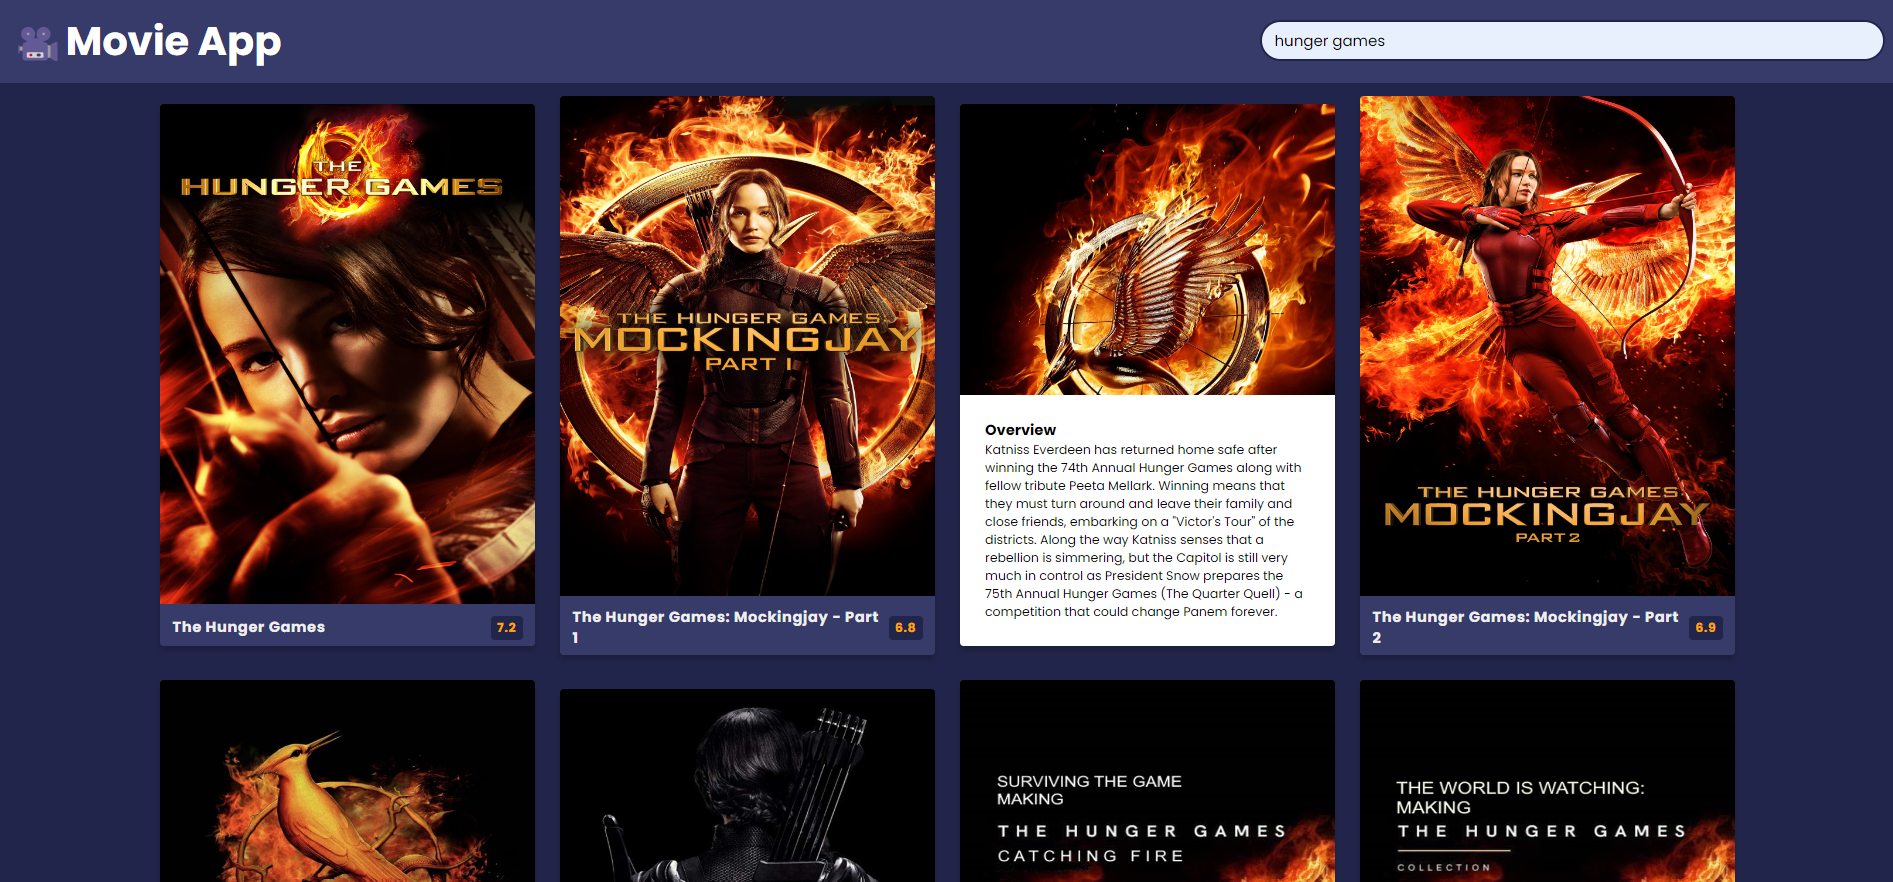 Movie App
hunger games
THE
HUNGER GAMES
The Hunger Games
7.2
THE HUNGER GAMES:
MOCKINGJAY
PART 1
The Hunger Games: Mockingjay - Part
1
6.8
Overview
Katniss Everdeen has returned home safe after
winning the 74th Annual Hunger Games along with
fellow tribute Peeta Mellark. Winning means that
they must turn around and leave their family and
close friends, embarking on a "Victor's Tour" of the
districts. Along the way Katniss senses that a
rebellion is simmering, but the Capitol is still very
much in control as President Snow prepares the
75th Annual Hunger Games (The Quarter Quell) - a
competition that could change Panem forever.
THE HUNGER GAMES:
MOCKINGJAY
PART 2
The Hunger Games: Mockingjay - Part
2
6.9
SURVIVING THE GAME
MAKING
THE HUNGER GAMES
CATCHING FIRE
THE WORLD IS WATCHING:
MAKING
THE HUNGER GAMES
COLLECTION